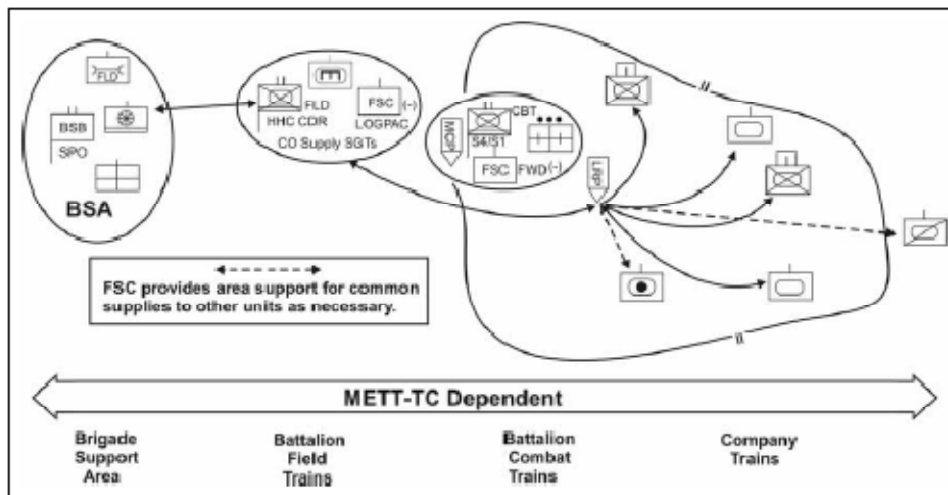 FLD
BSB
SPO
BSA
FLD
HHC CDR
FSC (-)
LOGPAC
CO Supply SGTs
MCP
CBT
S4/S1
FSC FWD(-)
LRP
II
II
FSC provides area support for common
supplies to other units as necessary.
METT-TC Dependent
Brigade
Support
Area
Battalion
Field
Trains
Battalion
Combat
Trains
Company
Trains